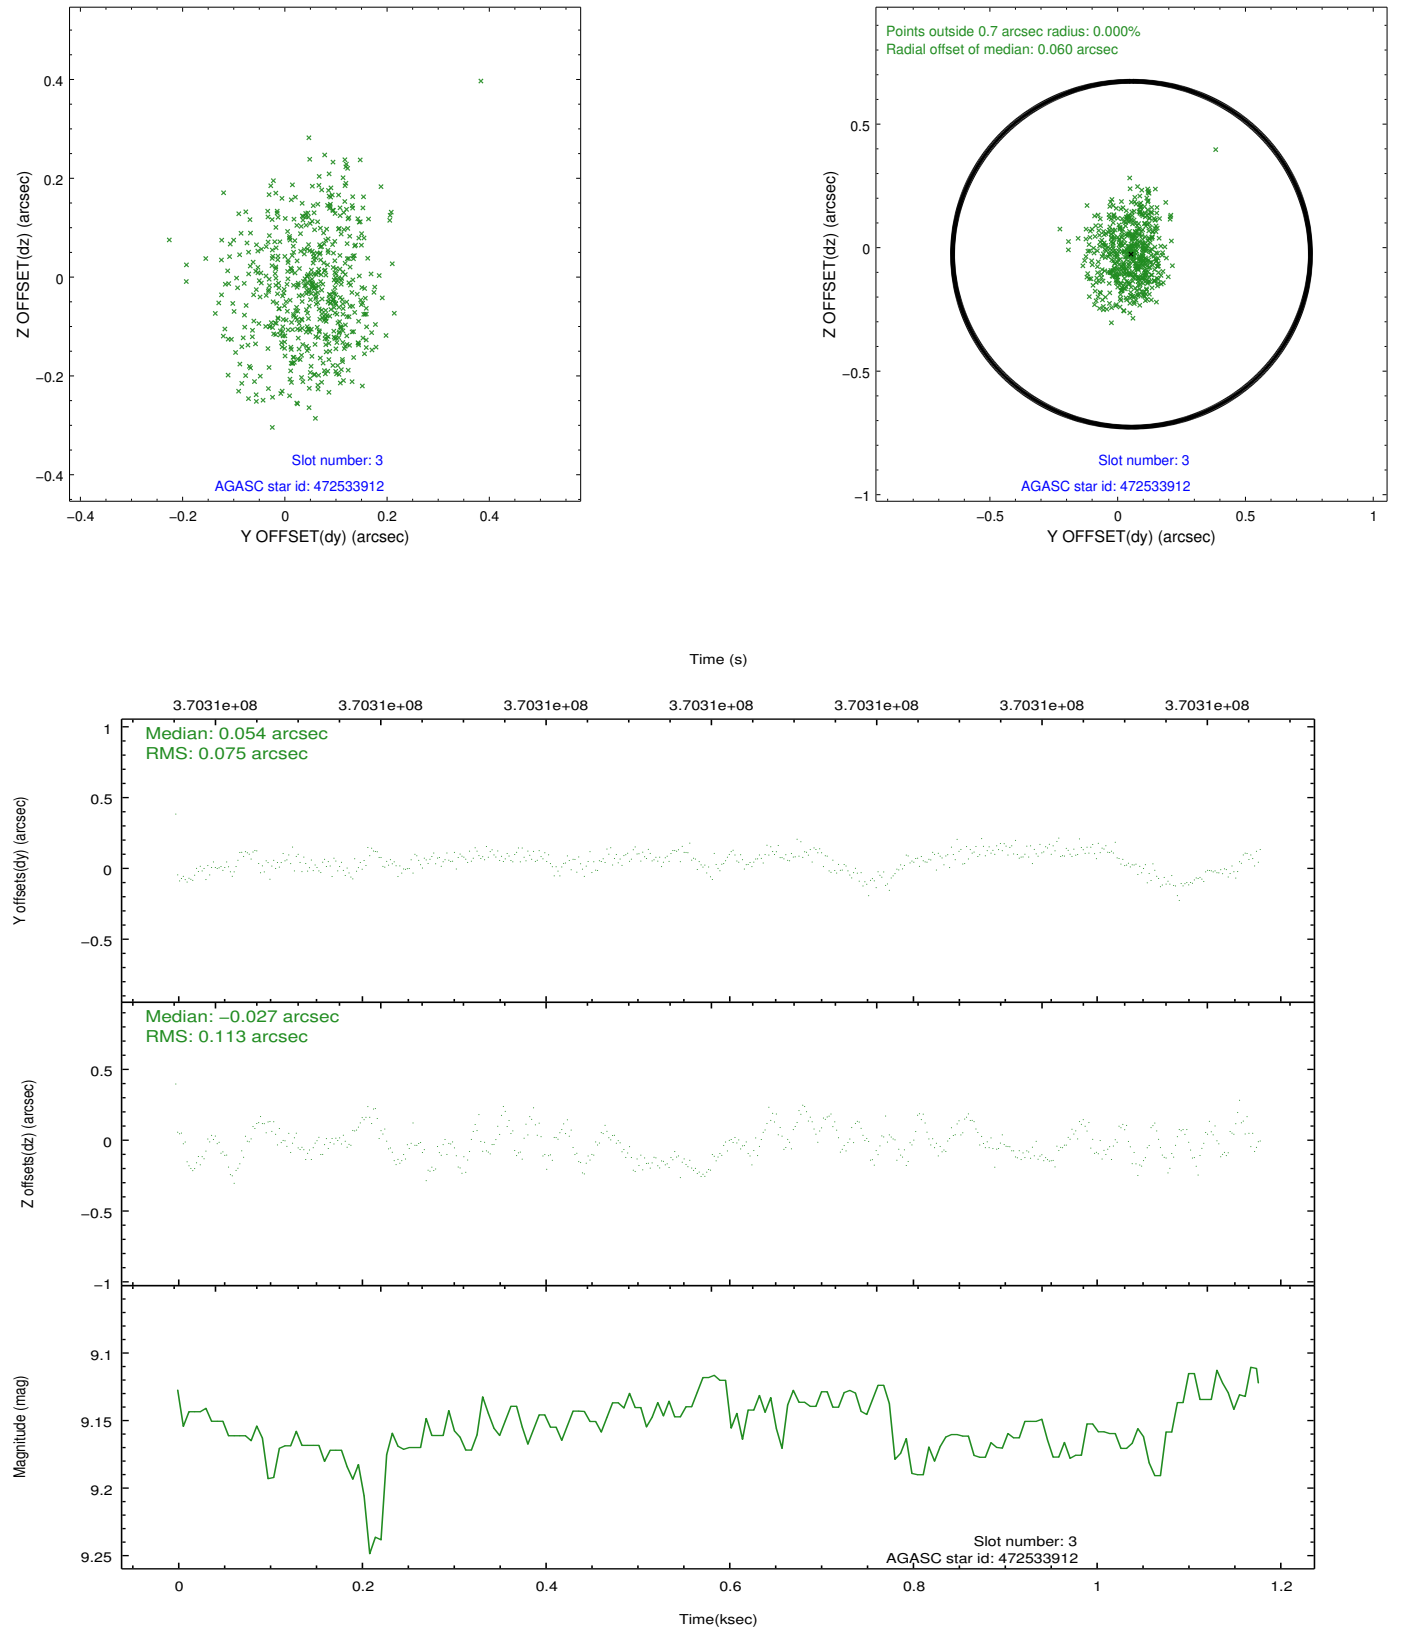 0.4
0.2
0
−0.2
−0.4
Z OFFSET(dz) (arcsec)
Slot number: 3
AGASC star id: 472533912
−0.4 −0.2 0 0.2 0.4
Y OFFSET(dy) (arcsec)
Points outside 0.7 arcsec radius: 0.000%
Radial offset of median: 0.060 arcsec
0.5
0
−0.5
−1
Z OFFSET(dz) (arcsec)
Slot number: 3
AGASC star id: 472533912
−0.5 0 0.5 1
Y OFFSET(dy) (arcsec)
Time (s)
3.7031e+08 3.7031e+08 3.7031e+08 3.7031e+08 3.7031e+08 3.7031e+08 3.7031e+08
Median: 0.054 arcsec
RMS: 0.075 arcsec
1
0.5
0
−0.5
Y offsets(dy) (arcsec)
Median: −0.027 arcsec
RMS: 0.113 arcsec
0.5
0
−0.5
−1
Z offsets(dz) (arcsec)
9.1
9.15
9.2
9.25
Magnitude (mag)
Slot number: 3
AGASC star id: 472533912
0 0.2 0.4 0.6 0.8 1 1.2
Time(ksec)